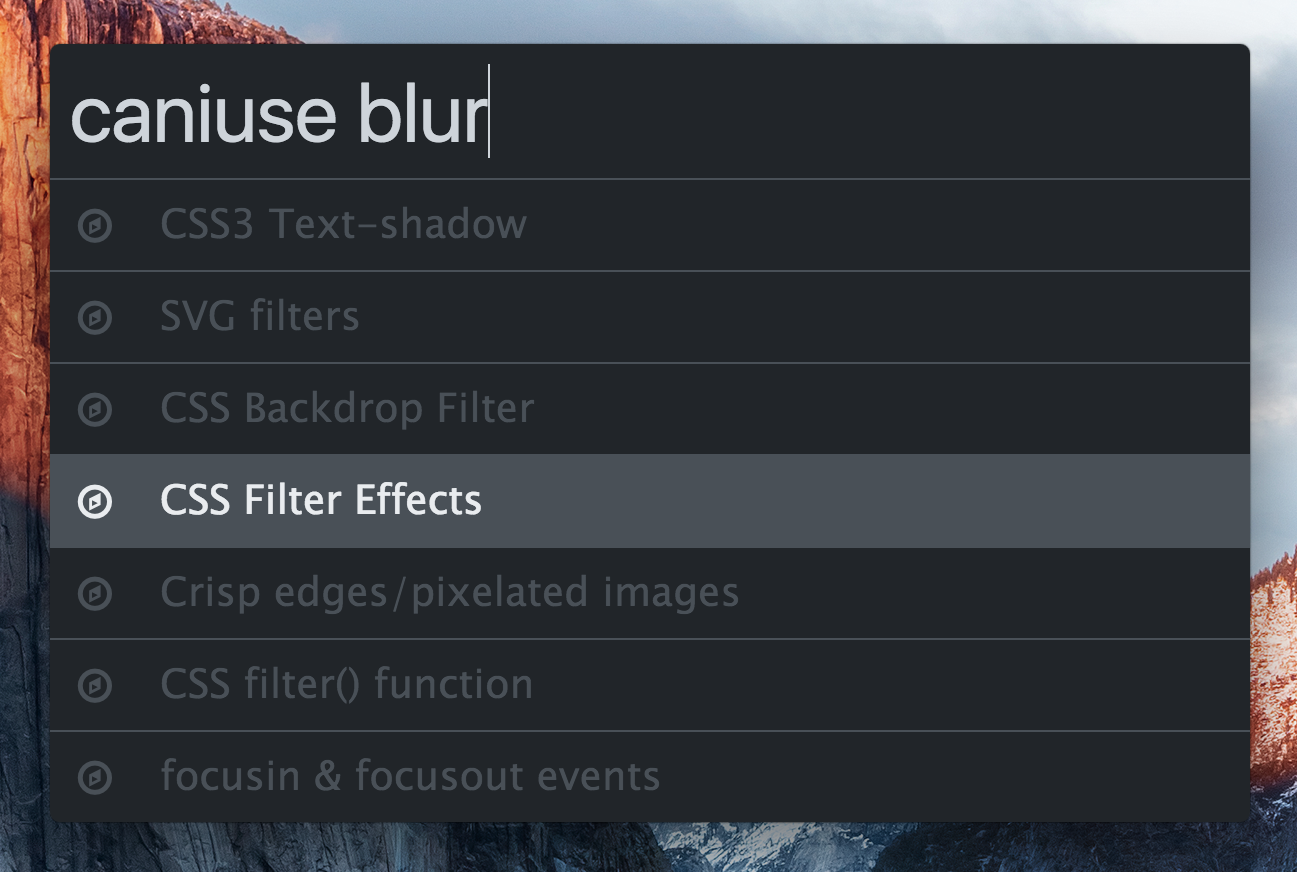 caniuse blur
CSS3 Text-shadow
SVG filters
CSS Backdrop Filter
CSS Filter Effects
Crisp edges/pixelated images
CSS filter() function
focusin & focusout events